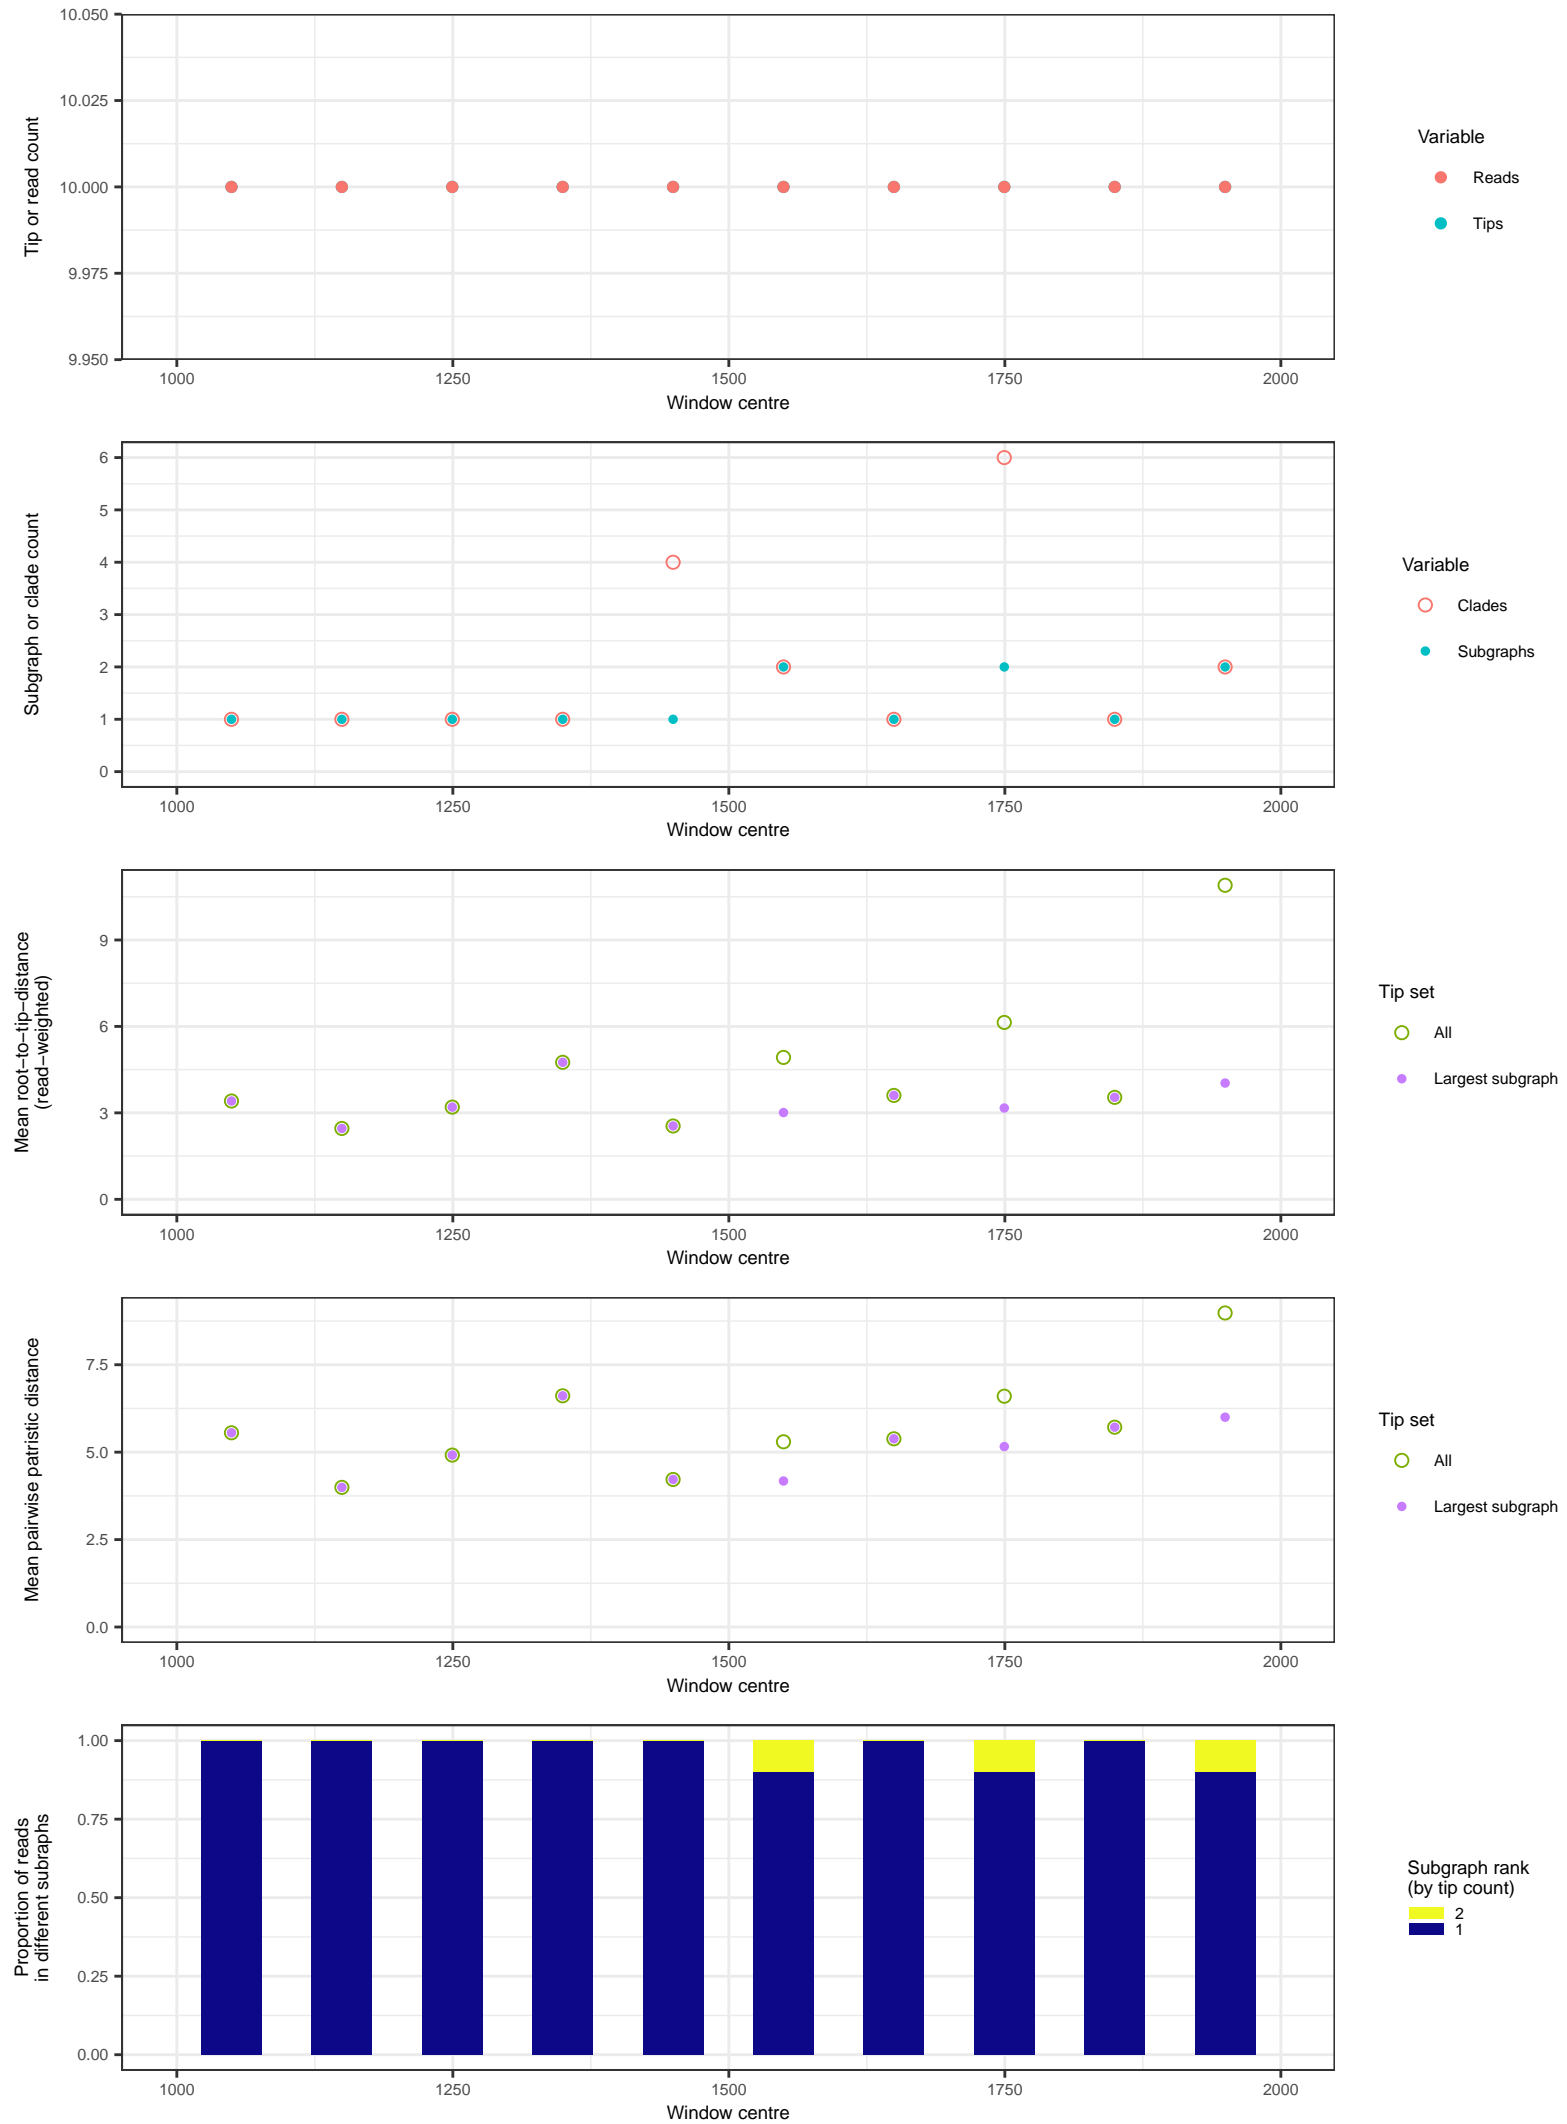 10.050
10.025
10.000
9.975
9.950
Tip or read count
1000 1250 1500 1750 2000
Window centre
Variable
Reads
Tips
6
5
4
3
2
1
0
Subgraph or clade count
1000 1250 1500 1750 2000
Window centre
Variable
Clades
Subgraphs
9
6
3
0
Mean root−to−tip−distance
(read−weighted)
1000 1250 1500 1750 2000
Window centre
Tip set
All
Largest subgraph
7.5
5.0
2.5
0.0
Mean pairwise patristic distance
1000 1250 1500 1750 2000
Window centre
Tip set
All
Largest subgraph
1.00
0.75
0.50
0.25
0.00
Proportion of reads
in different subraphs
1000 1250 1500 1750 2000
Window centre
Subgraph rank
(by tip count)
2
1